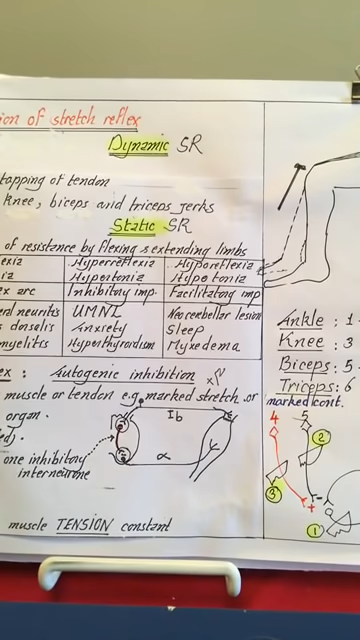 ion of stretch reflex
Dynamic SR
tapping of tendon
knee, biceps and triceps jerks
Static SR
of resistance by flexing & extending limbs
exia Hyperreflexia Hyporeflexia
ia Hypertonia Hypotonia
ex arc Inhibitory imp. Facilitatory imp
eral neuritis UMNL Neocerebellar lesion
s dorsalis Anxiety Sleep
myelitis Hyperthyroidism Myxedema
ex : Autogenic inhibition
muscle or tendon e.g. marked stretch or
marked cont.
organ.
ed).
one inhibitory
interneurone
Ib
α
muscle TENSION constant
Ankle : 1
Knee : 3
Biceps : 5
Triceps : 6
4
5
2
3
1
+
-